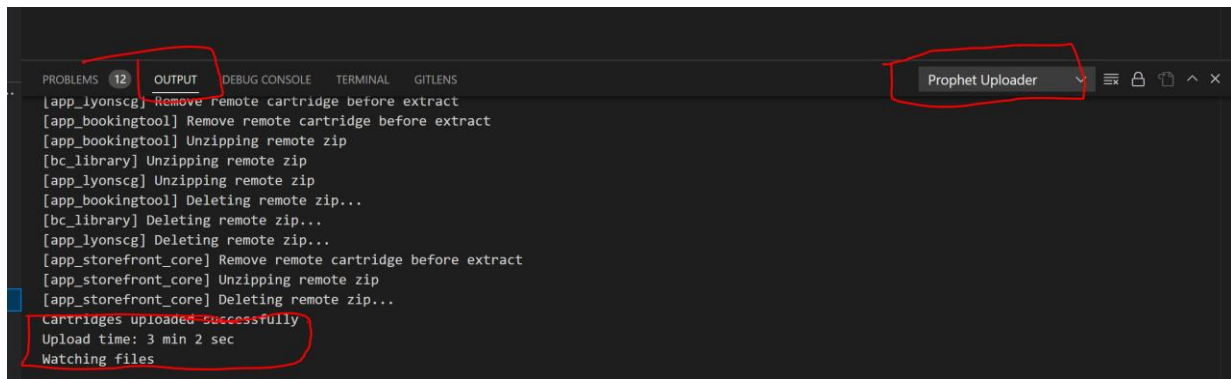 PROBLEMS 12 OUTPUT DEBUG CONSOLE TERMINAL GITLENS Prophet Uploader
[app_lyonscg] Remove remote cartridge before extract
[app_bookingtool] Remove remote cartridge before extract
[app_bookingtool] Unzipping remote zip
[bc_library] Unzipping remote zip
[app_lyonscg] Unzipping remote zip
[app_bookingtool] Deleting remote zip...
[bc_library] Deleting remote zip...
[app_lyonscg] Deleting remote zip...
[app_storefront_core] Remove remote cartridge before extract
[app_storefront_core] Unzipping remote zip
[app_storefront_core] Deleting remote zip...
Cartridges uploaded successfully
Upload time: 3 min 2 sec
Watching files